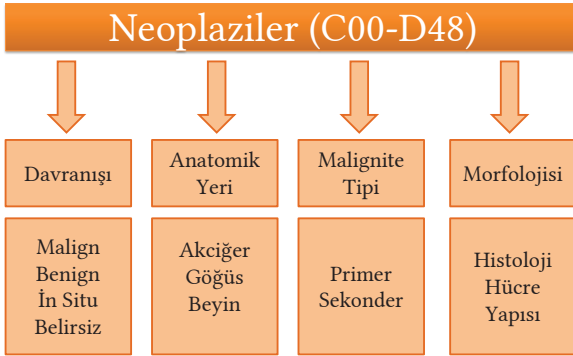 Neoplaziler (C00-D48)
Davranışı
Anatomik
Yeri
Malignite
Tipi
Morfolojisi
Malign
Benign
İn Situ
Belirsiz
Akciğer
Göğüs
Beyin
Primer
Sekonder
Histoloji
Hücre
Yapısı